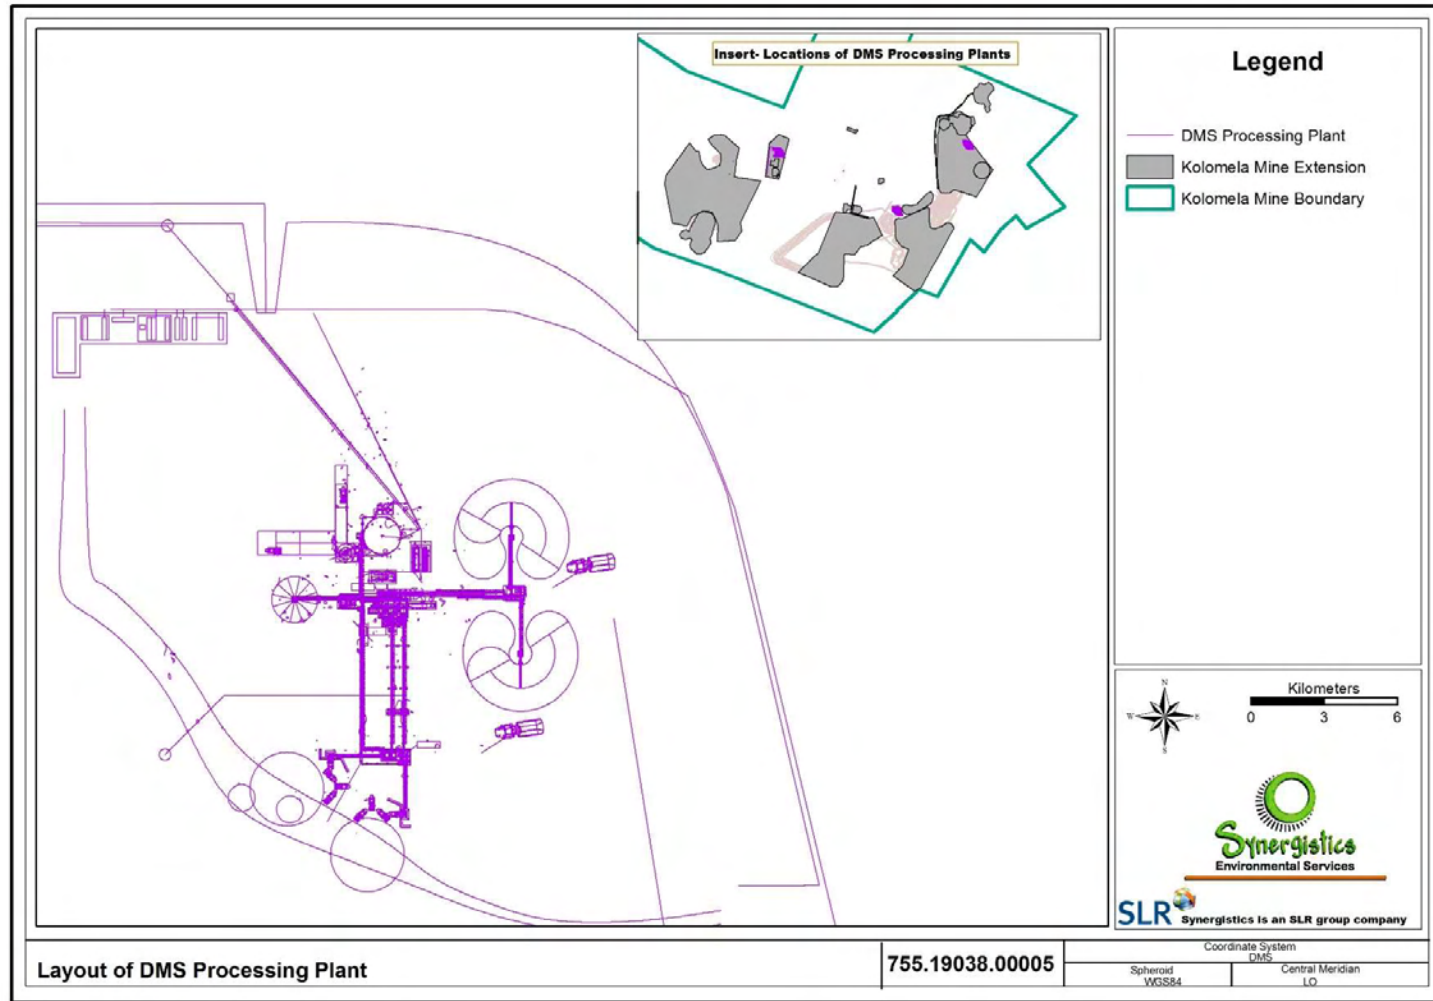 Insert- Locations of DMS Processing Plants
Legend
DMS Processing Plant
Kolomela Mine Extension
Kolomela Mine Boundary
N
W E
S
Kilometers
0 3 6
Synergistics
Environmental Services
SLR Synergistics is an SLR group company
Layout of DMS Processing Plant
755.19038.00005
Coordinate System
DMS
Spheroid
WGS84
Central Meridian
LO